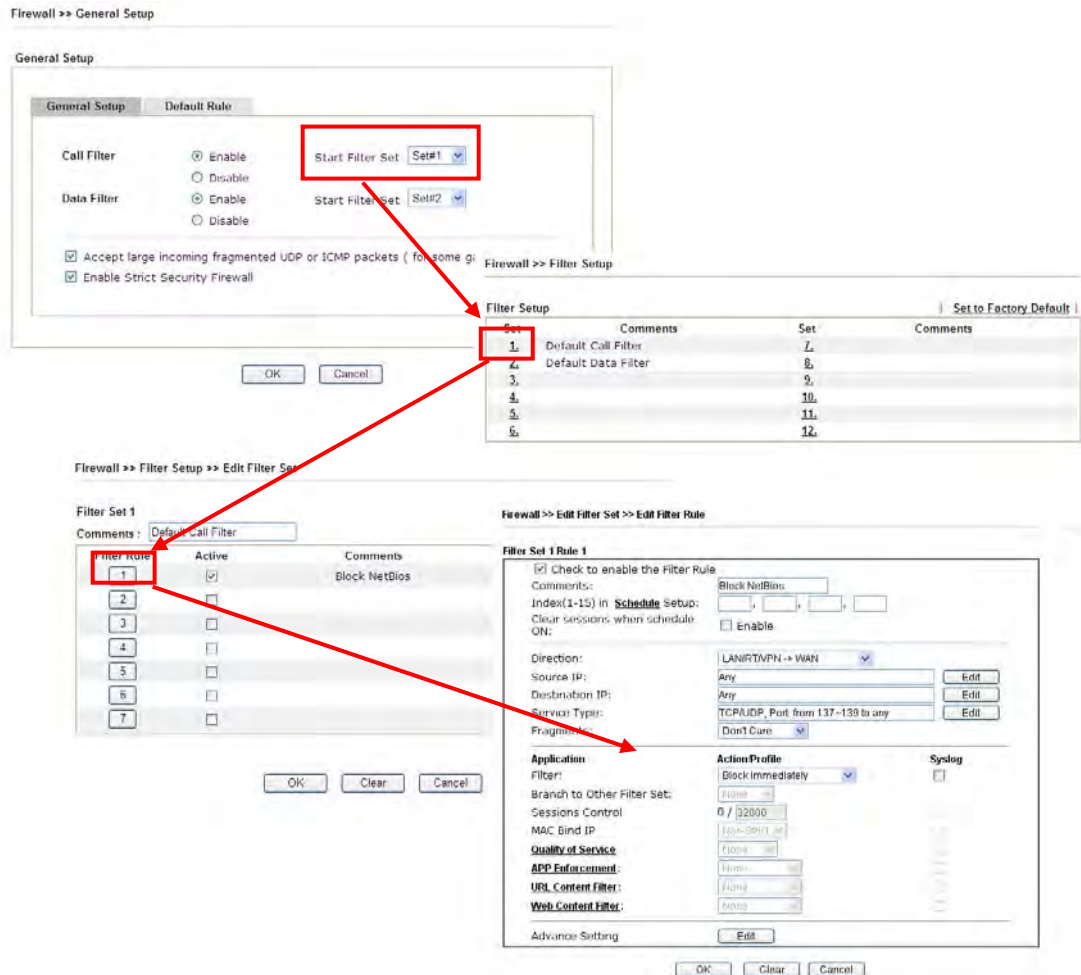 Firewall >> General Setup
General Setup
General Setup Default Rule
Call Filter Enable Start Filter Set Set#1
Disable
Data Filter Enable Start Filter Set Set#2
Disable
Accept large incoming fragmented UDP or ICMP packets ( for some
Enable Strict Security Firewall
OK Cancel
Firewall >> Filter Setup
Filter Setup | Set to Factory Default |
Set Comments Set Comments
1. Default Call Filter 7.
2. Default Data Filter 8.
3. 9.
4. 10.
5. 11.
6. 12.
Firewall >> Filter Setup >> Edit Filter Set
Filter Set 1
Comments : Default Call Filter
Filter Rule Active Comments
1 Block NetBios
2
3
4
5
6
7
OK Clear Cancel
Firewall >> Edit Filter Set >> Edit Filter Rule
Filter Set 1 Rule 1
Check to enable the Filter Rule
Comments: Block NetBios
Index(1-15) in Schedule Setup: , , ,
Clear sessions when schedule ON: Enable
Direction: LAN/RT/VPN -> WAN
Source IP: Any Edit
Destination IP: Any Edit
Service Type: TCP/UDP, Port: from 137~139 to any Edit
Fragments: Don't Care
Application Action/Profile Syslog
Filter: Block Immediately
Branch to Other Filter Set: None
Sessions Control 0 / 32000
MAC Bind IP Non-Strict
Quality of Service None
APP Enforcement: None
URL Content Filter: None
Web Content Filter: None
Advance Setting Edit
OK Clear Cancel